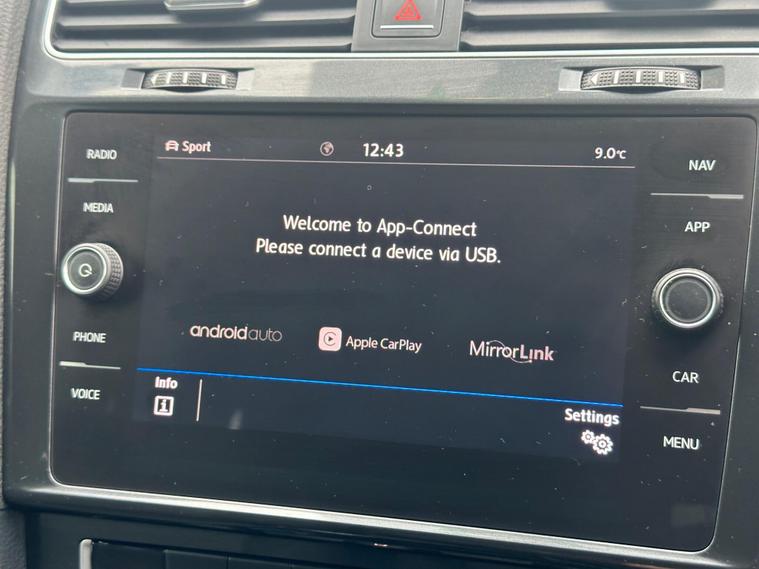 Sport
12:43
9.0°C
RADIO
NAV
MEDIA
APP
Welcome to App-Connect
Please connect a device via USB.
PHONE
androidauto
Apple CarPlay
MirrorLink
CAR
VOICE
Info
i
Settings
MENU